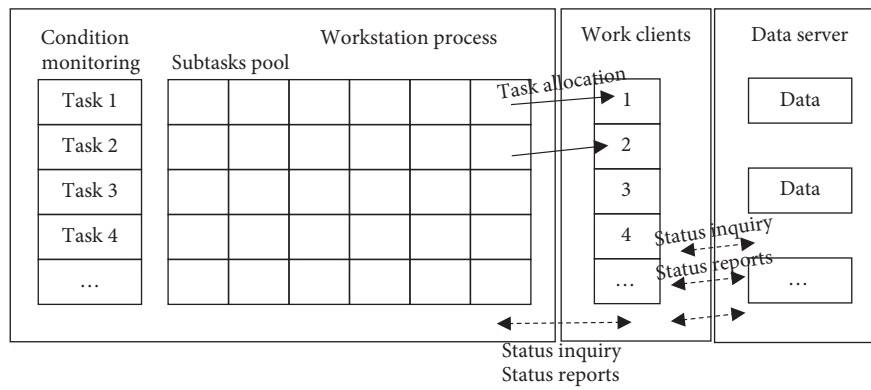 Condition
monitoring
Workstation process
Subtasks pool
Task 1
Task 2
Task 3
Task 4
...
Task allocation
Work clients
1
2
3
4
...
Data server
Data
Data
...
Status inquiry
Status reports
Status inquiry
Status reports